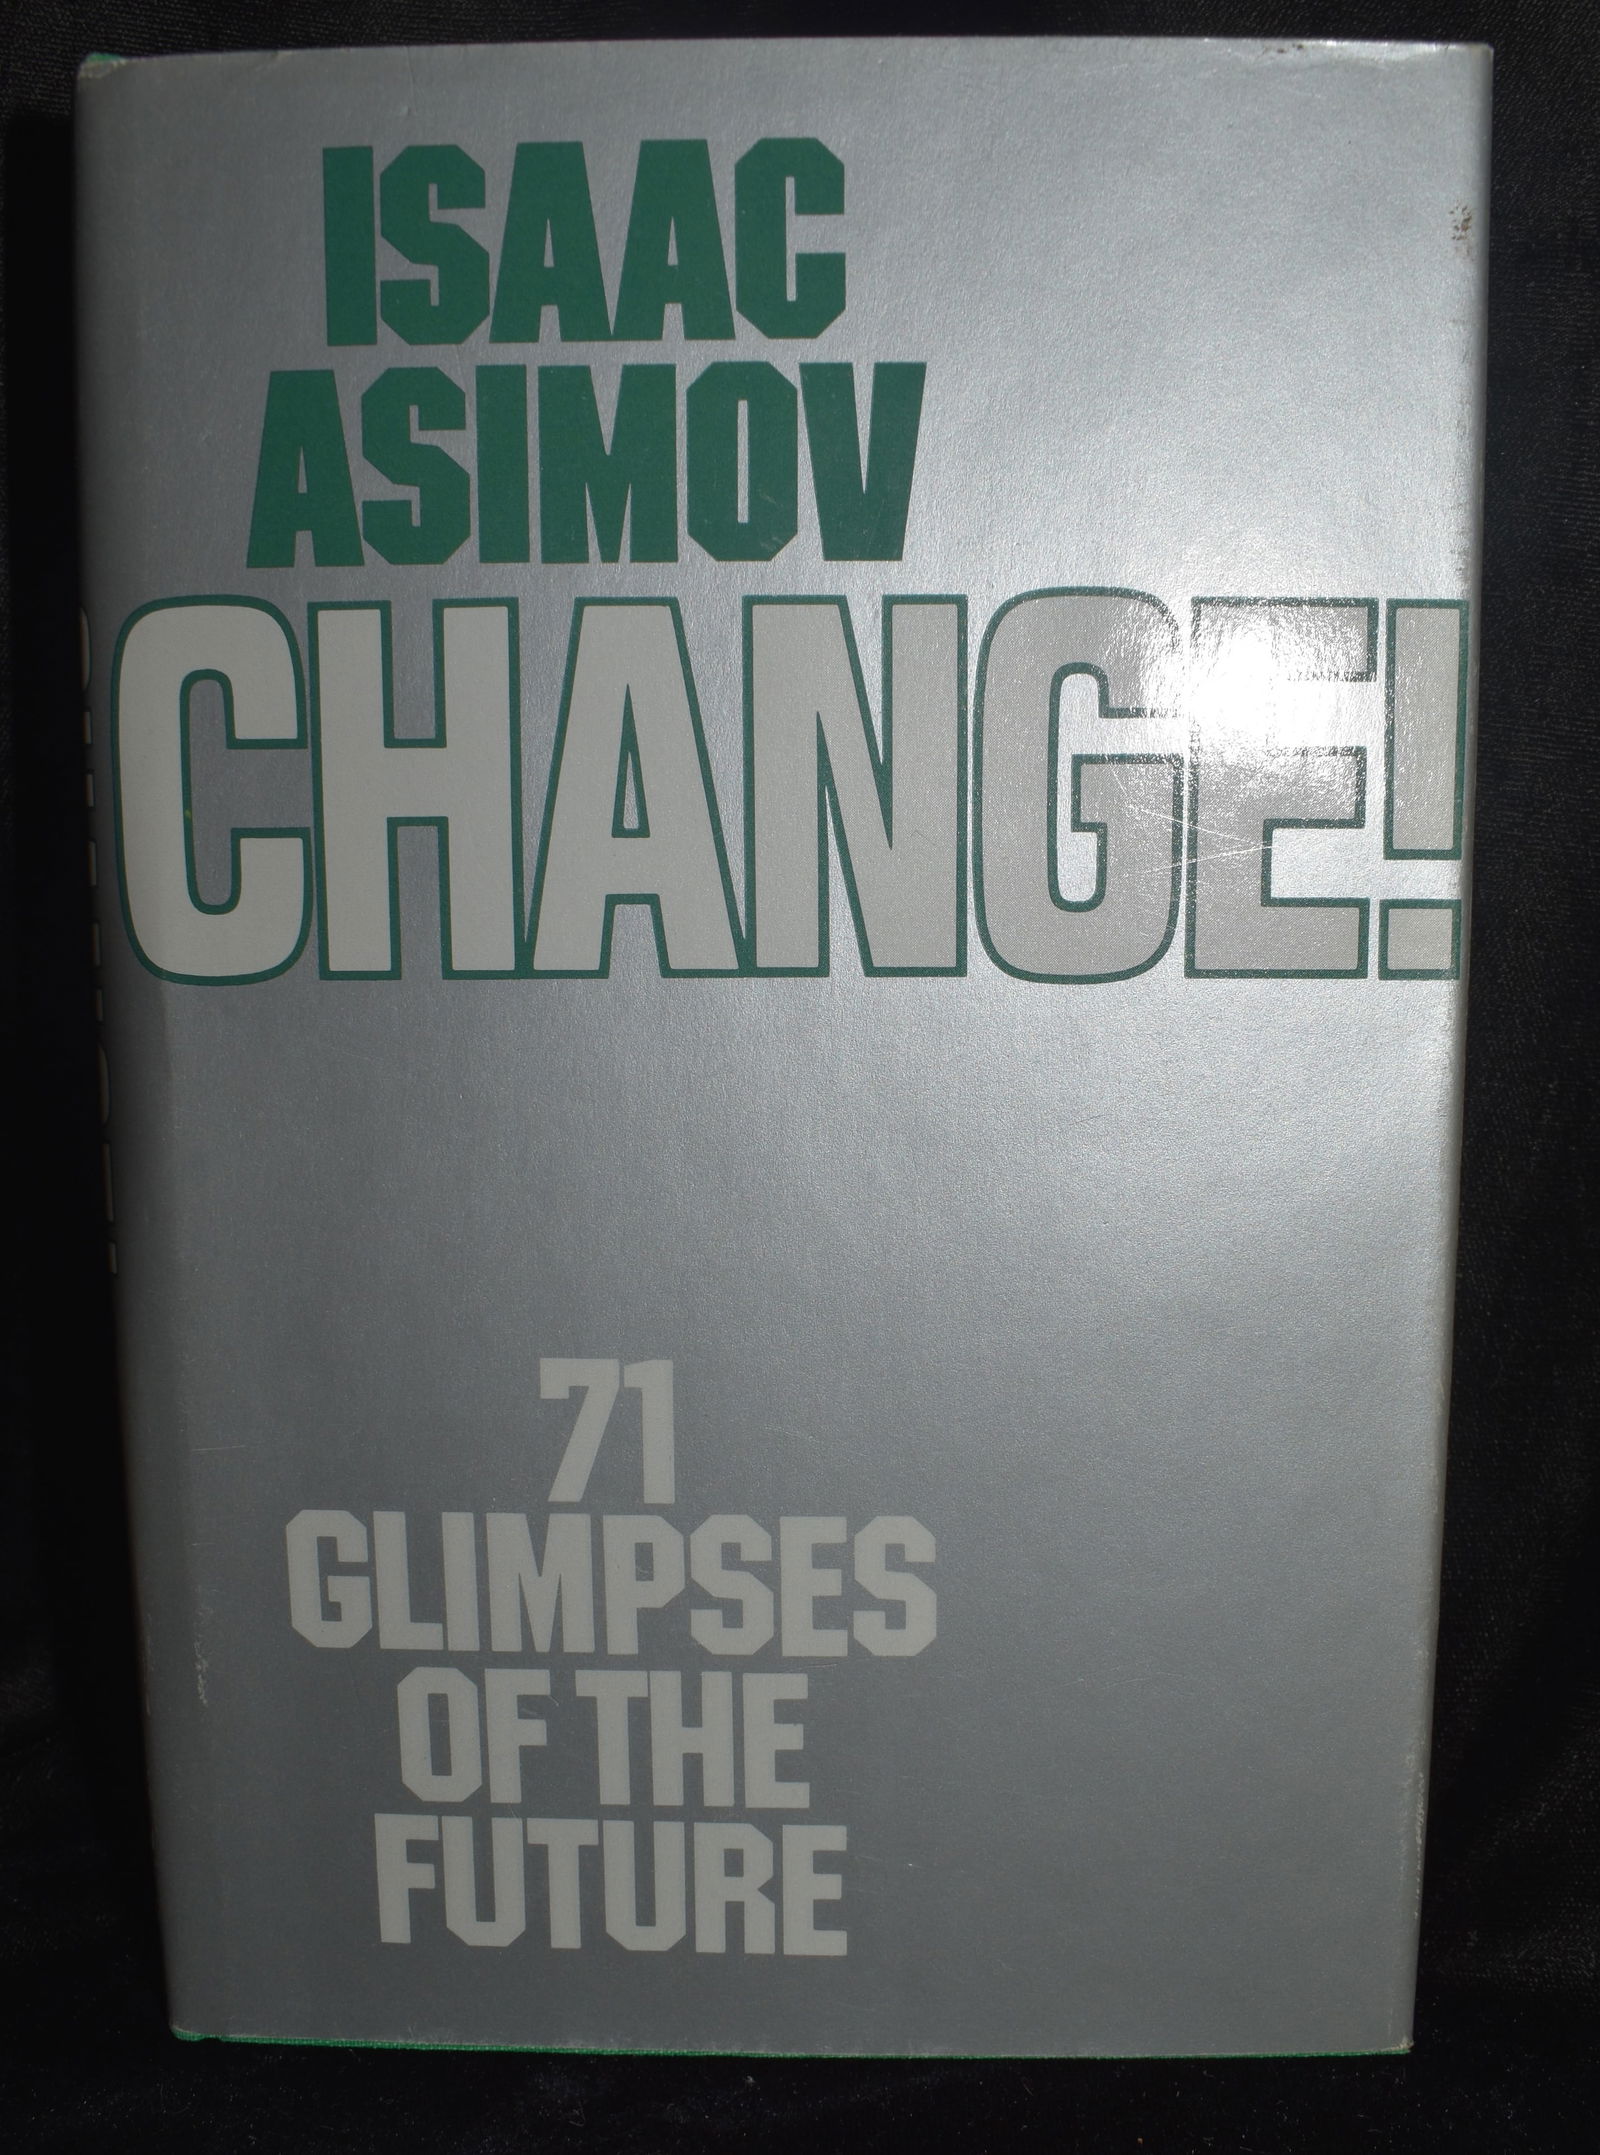 ISAAC
ASIMOV
CHANGE!
71
GLIMPSES
OF THE
FUTURE